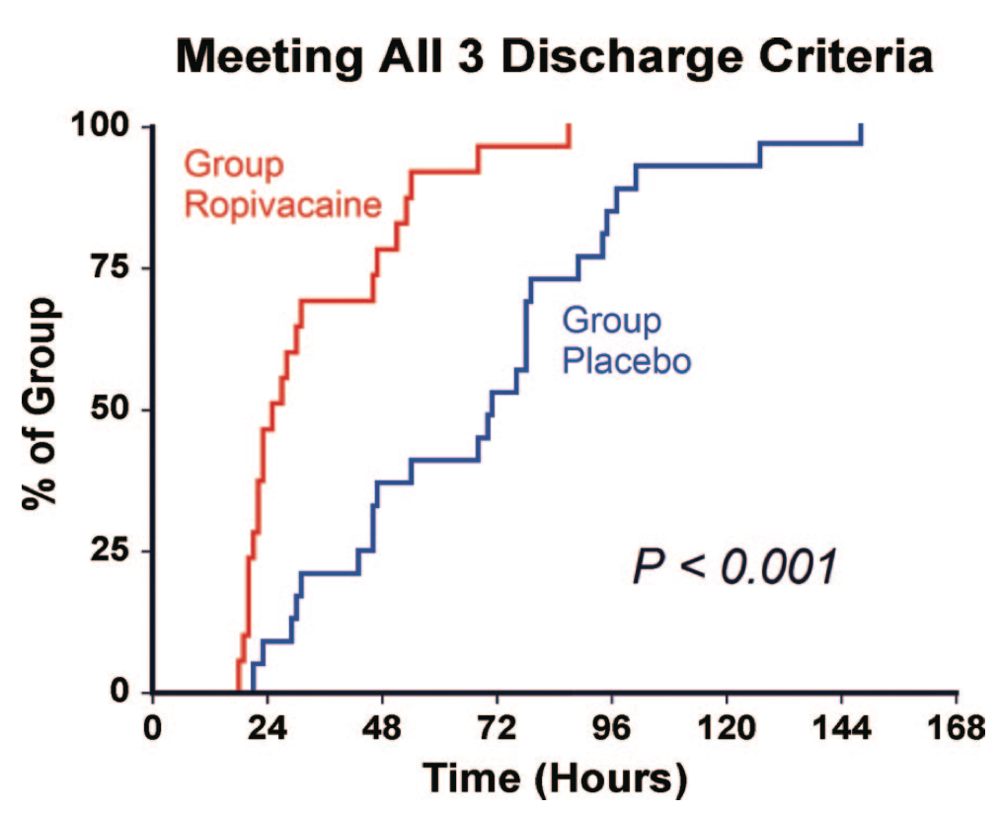 Meeting All 3 Discharge Criteria
100
75
50
25
0
% of Group
Group
Ropivacaine
Group
Placebo
P < 0.001
0 24 48 72 96 120 144 168
Time (Hours)